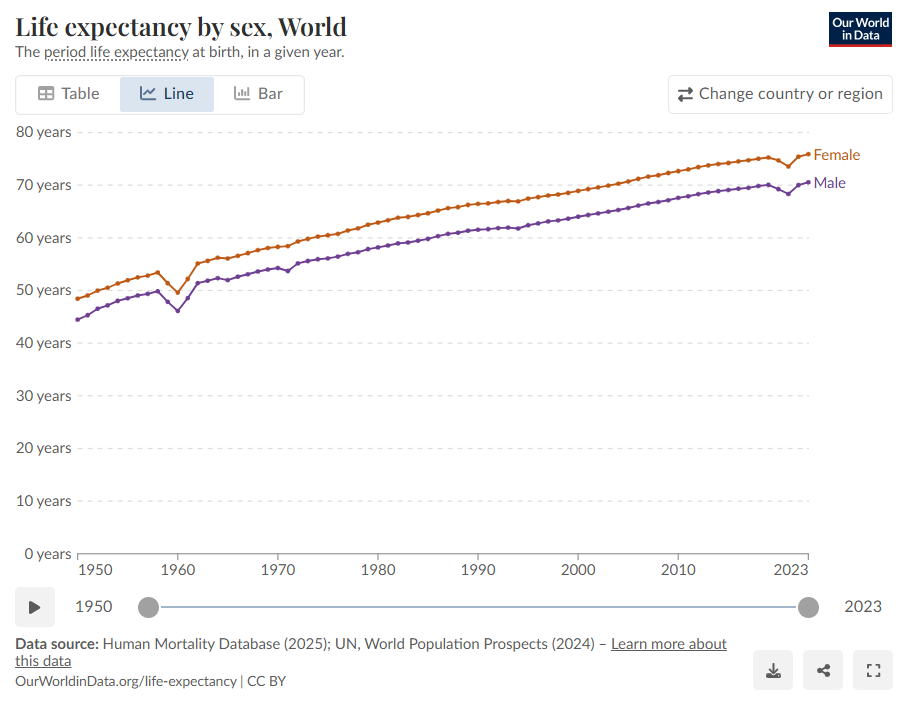 Life expectancy by sex, World
Our World
in Data
The period life expectancy at birth, in a given year.
Table
Line
Bar
Change country or region
80 years
Female
70 years
Male
60 years
50 years
40 years
30 years
20 years
10 years
0 years
1950
1960
1970
1980
1990
2000
2010
2023
1950
2023
Data source: Human Mortality Database (2025); UN, World Population Prospects (2024) – Learn more about
this data
OurWorldinData.org/life-expectancy | CC BY